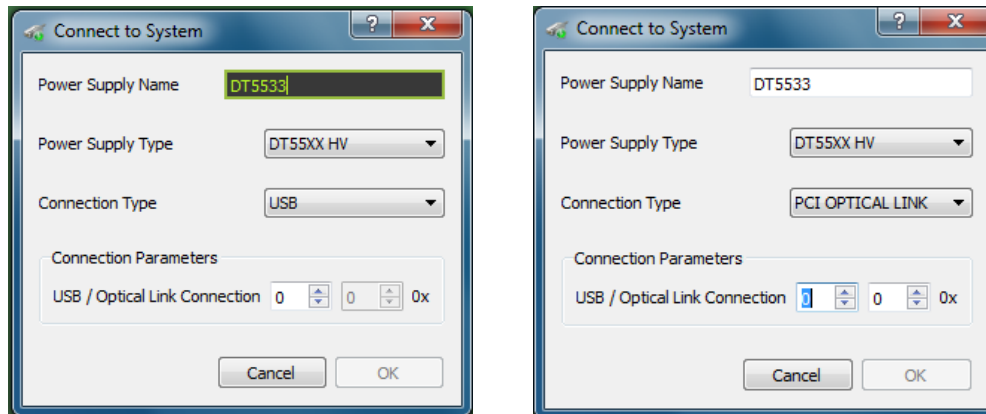 Connect to System
?
X
Power Supply Name DT5533
Power Supply Type DT55XX HV
Connection Type USB
Connection Parameters
USB / Optical Link Connection 0 0 0x
Cancel OK
Connect to System
?
X
Power Supply Name DT5533
Power Supply Type DT55XX HV
Connection Type PCI OPTICAL LINK
Connection Parameters
USB / Optical Link Connection 0 0 0x
Cancel OK